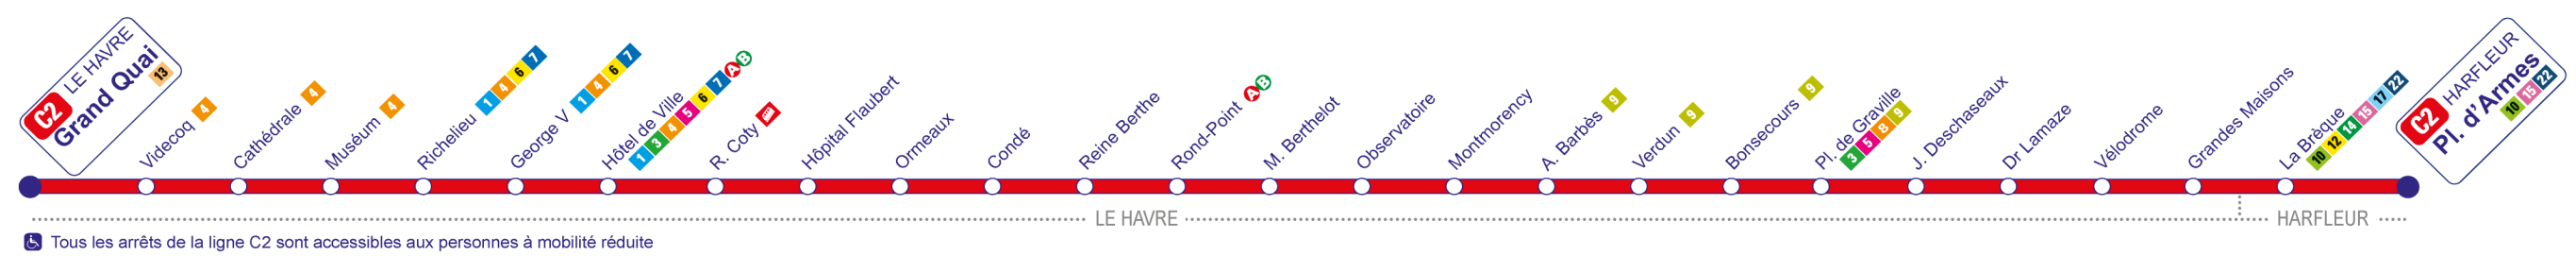 C2 LE HAVRE
Grand Quai 13
Videcoq 4
Cathédrale 4
Muséum 4
Richelieu 1 4 6 7
George V 1 4 6 7
Hôtel de Ville
1 3 4 5 6 7 A B
R. Coty
Hôpital Flaubert
Ormeaux
Condé
Reine Berthe
Rond-Point A B
M. Berthelot
Observatoire
Montmorency
A. Barbès 9
Verdun 9
Bonsecours 9
Pl. de Graville
3 5 8 9
J. Deschaseaux
Dr Lamaze
Vélodrome
Grandes Maisons
La Brèque
10 12 14 15 17 22
C2 HARFLEUR
Pl. d'Armes
10 15 22
LE HAVRE
HARFLEUR
Tous les arrêts de la ligne C2 sont accessibles aux personnes à mobilité réduite